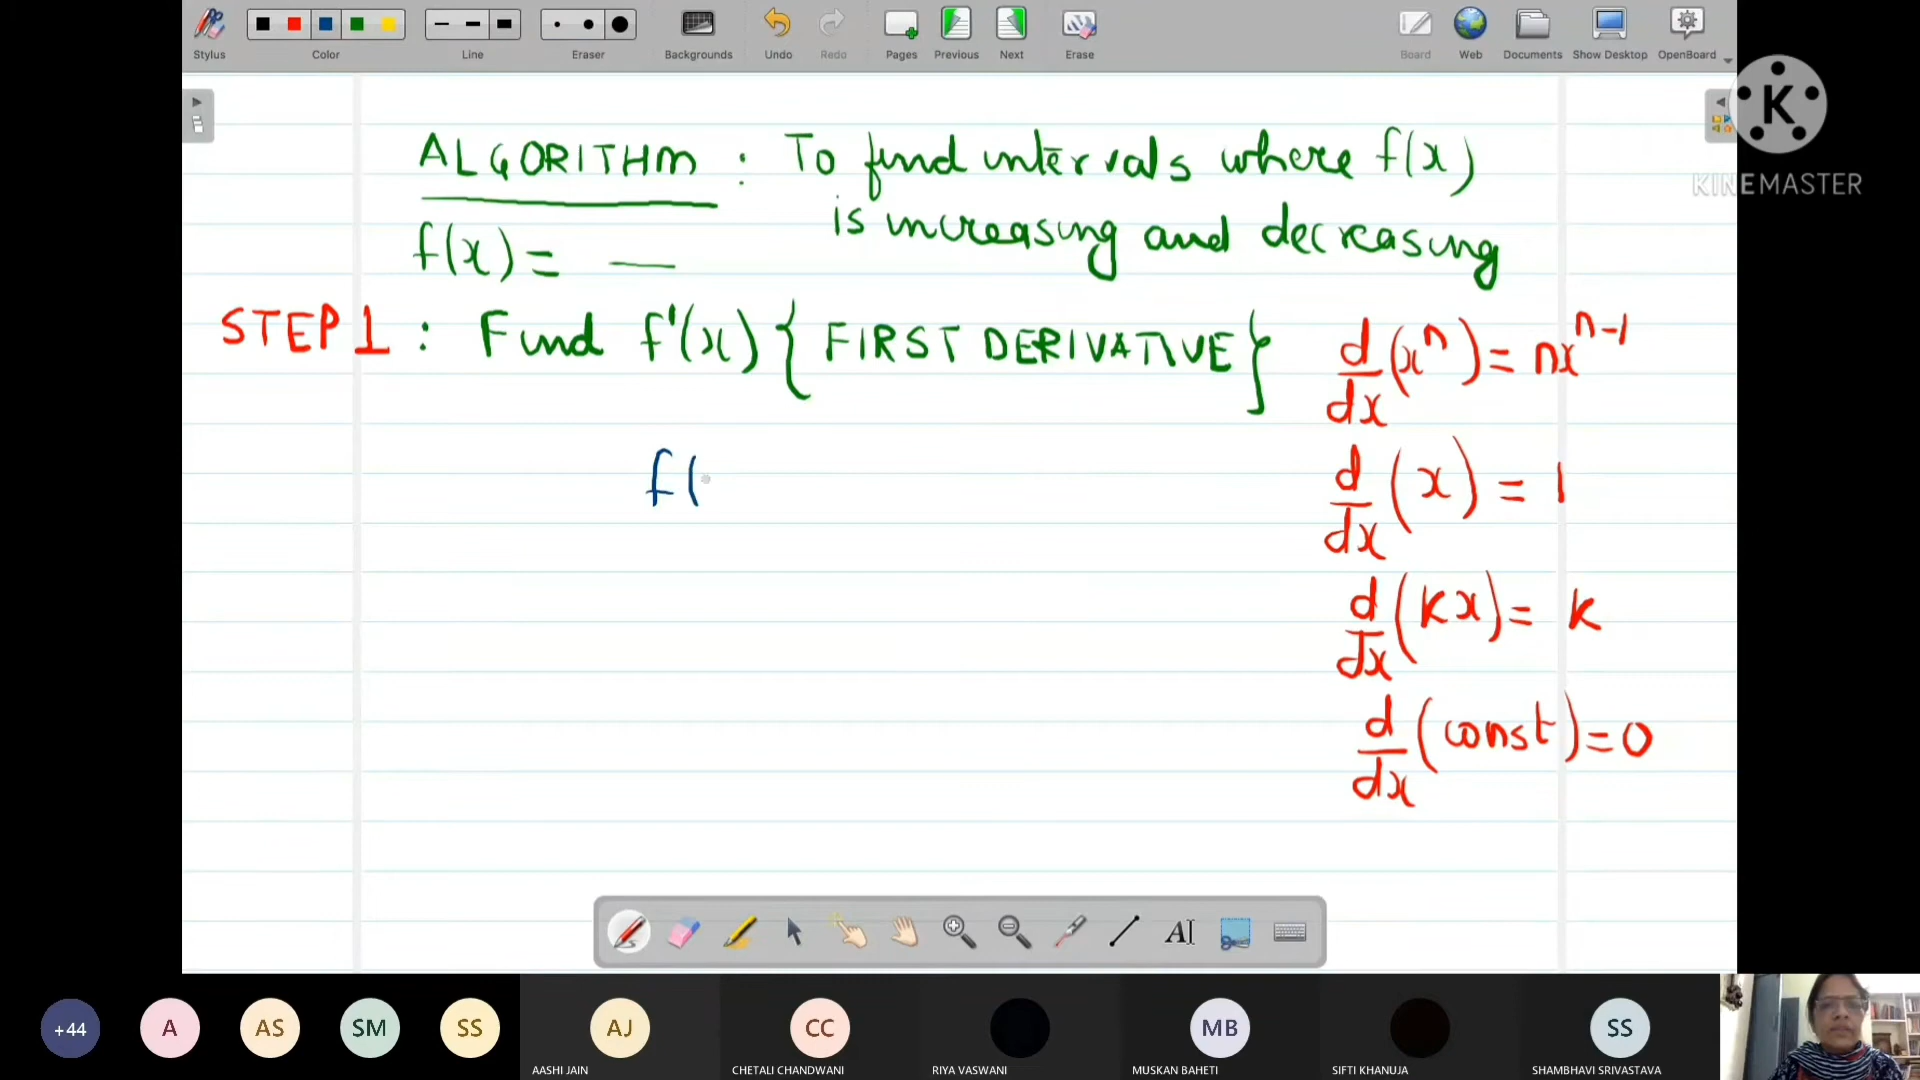 Stylus Color Line Eraser Backgrounds Undo Redo Pages Previous Next Erase Board Web Documents Show Desktop OpenBoard
K
KINEMASTER
ALGORITHM : To find intervals where f(x)
is increasing and decreasing
f(x) = —
STEP 1 : Find f'(x) { FIRST DERIVATIVE }
d/dx (xⁿ) = nxⁿ⁻¹
f(
d/dx (x) = 1
d/dx (kx) = k
d/dx (const) = 0
AI
+44 A AS SM SS AJ CC MB SS
AASHI JAIN CHETALI CHANDWANI RIYA VASWANI MUSKAN BAHETI SIFTI KHANUJA SHAMBHAVI SRIVASTAVA